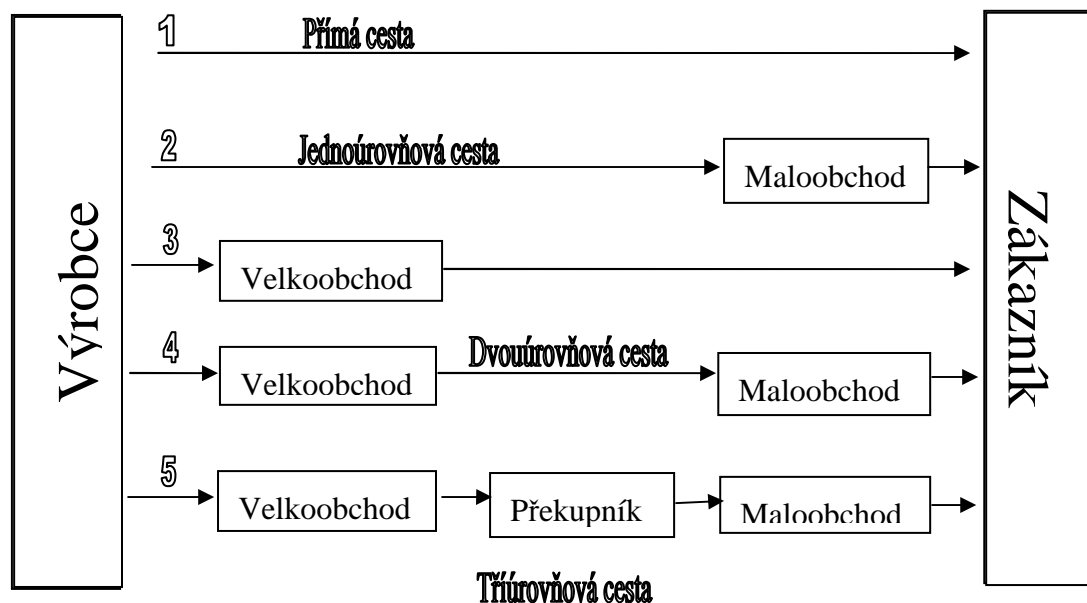 Výrobce
1
Přímá cesta
2
Jednoúrovňová cesta
Maloobchod
3
Velkoobchod
4
Velkoobchod
Dvouúrovňová cesta
Maloobchod
5
Velkoobchod
Překupník
Maloobchod
Tříúrovňová cesta
Zákazník